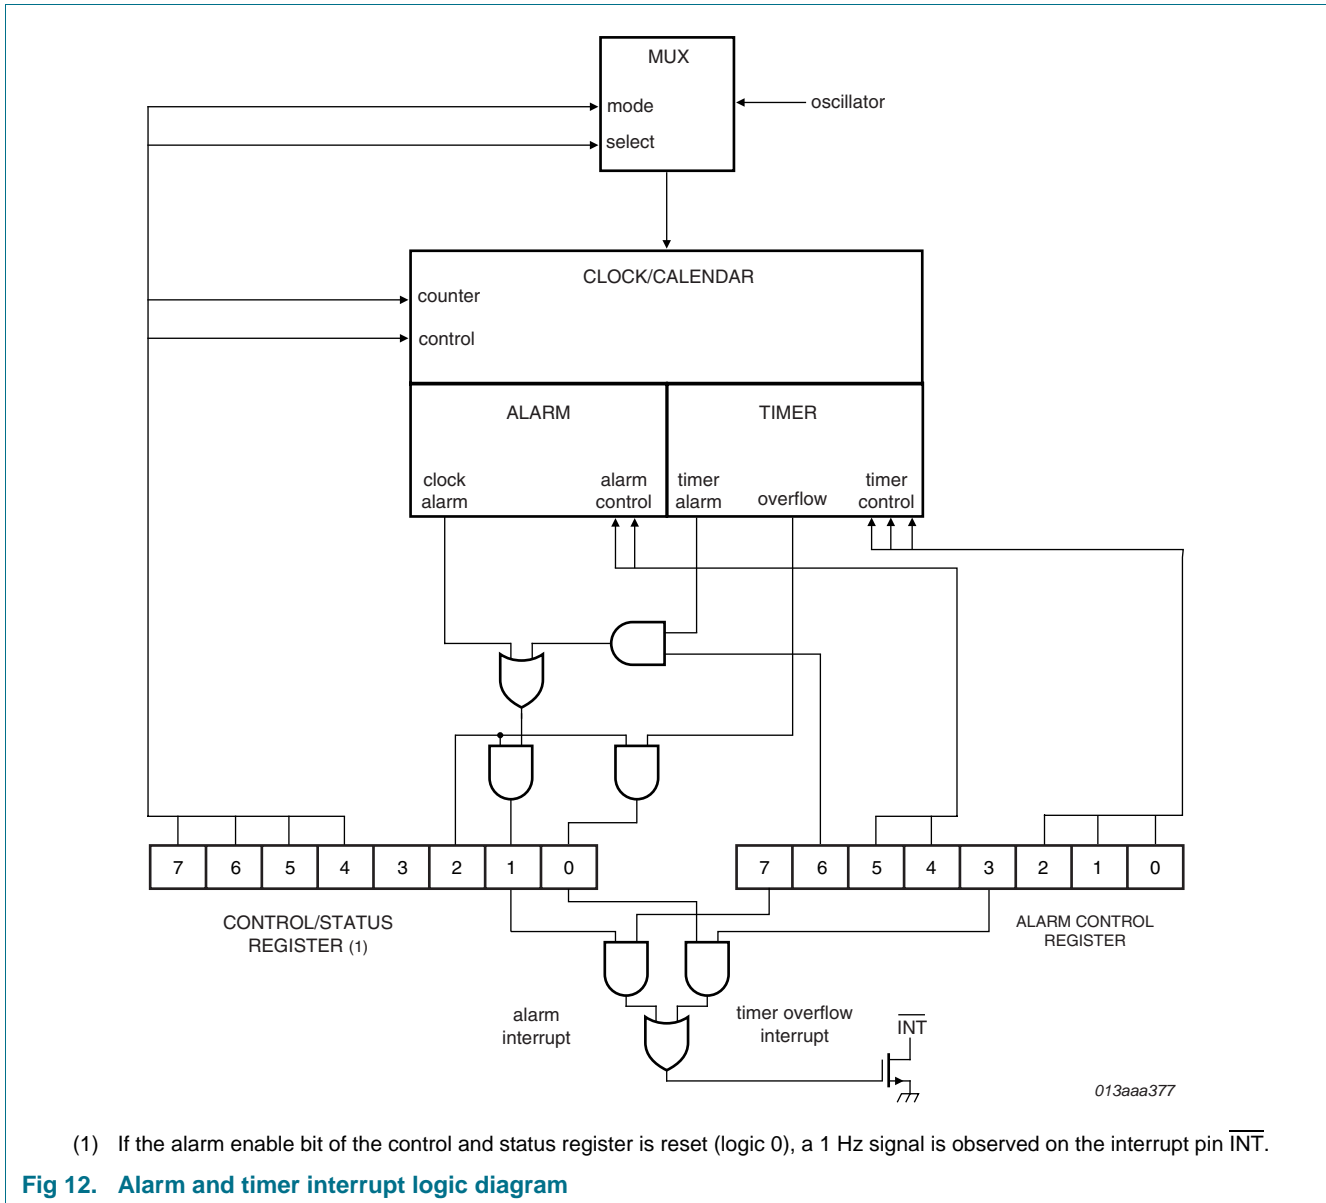 MUX
mode
oscillator
select
CLOCK/CALENDAR
counter
control
ALARM
TIMER
clock
alarm
alarm
control
timer
alarm
overflow
timer
control
7 6 5 4 3 2 1 0
7 6 5 4 3 2 1 0
CONTROL/STATUS
REGISTER (1)
ALARM CONTROL
REGISTER
alarm
interrupt
timer overflow
interrupt
INT
013aaa377
(1) If the alarm enable bit of the control and status register is reset (logic 0), a 1 Hz signal is observed on the interrupt pin INT.
Fig 12. Alarm and timer interrupt logic diagram